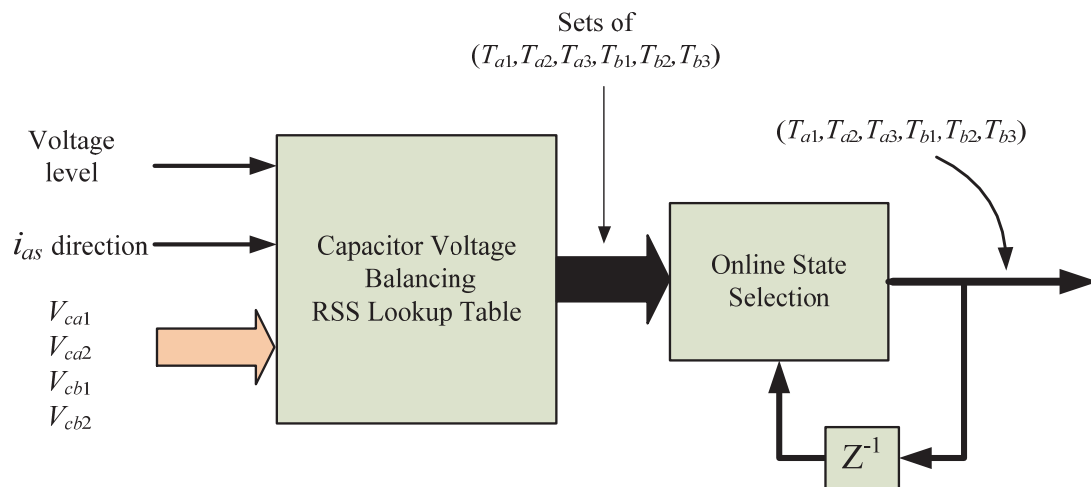 Sets of
(Ta1,Ta2,Ta3,Tb1,Tb2,Tb3)
(Ta1,Ta2,Ta3,Tb1,Tb2,Tb3)
Voltage
level
ias direction
Vca1
Vca2
Vcb1
Vcb2
Capacitor Voltage
Balancing
RSS Lookup Table
Online State
Selection
Z-1